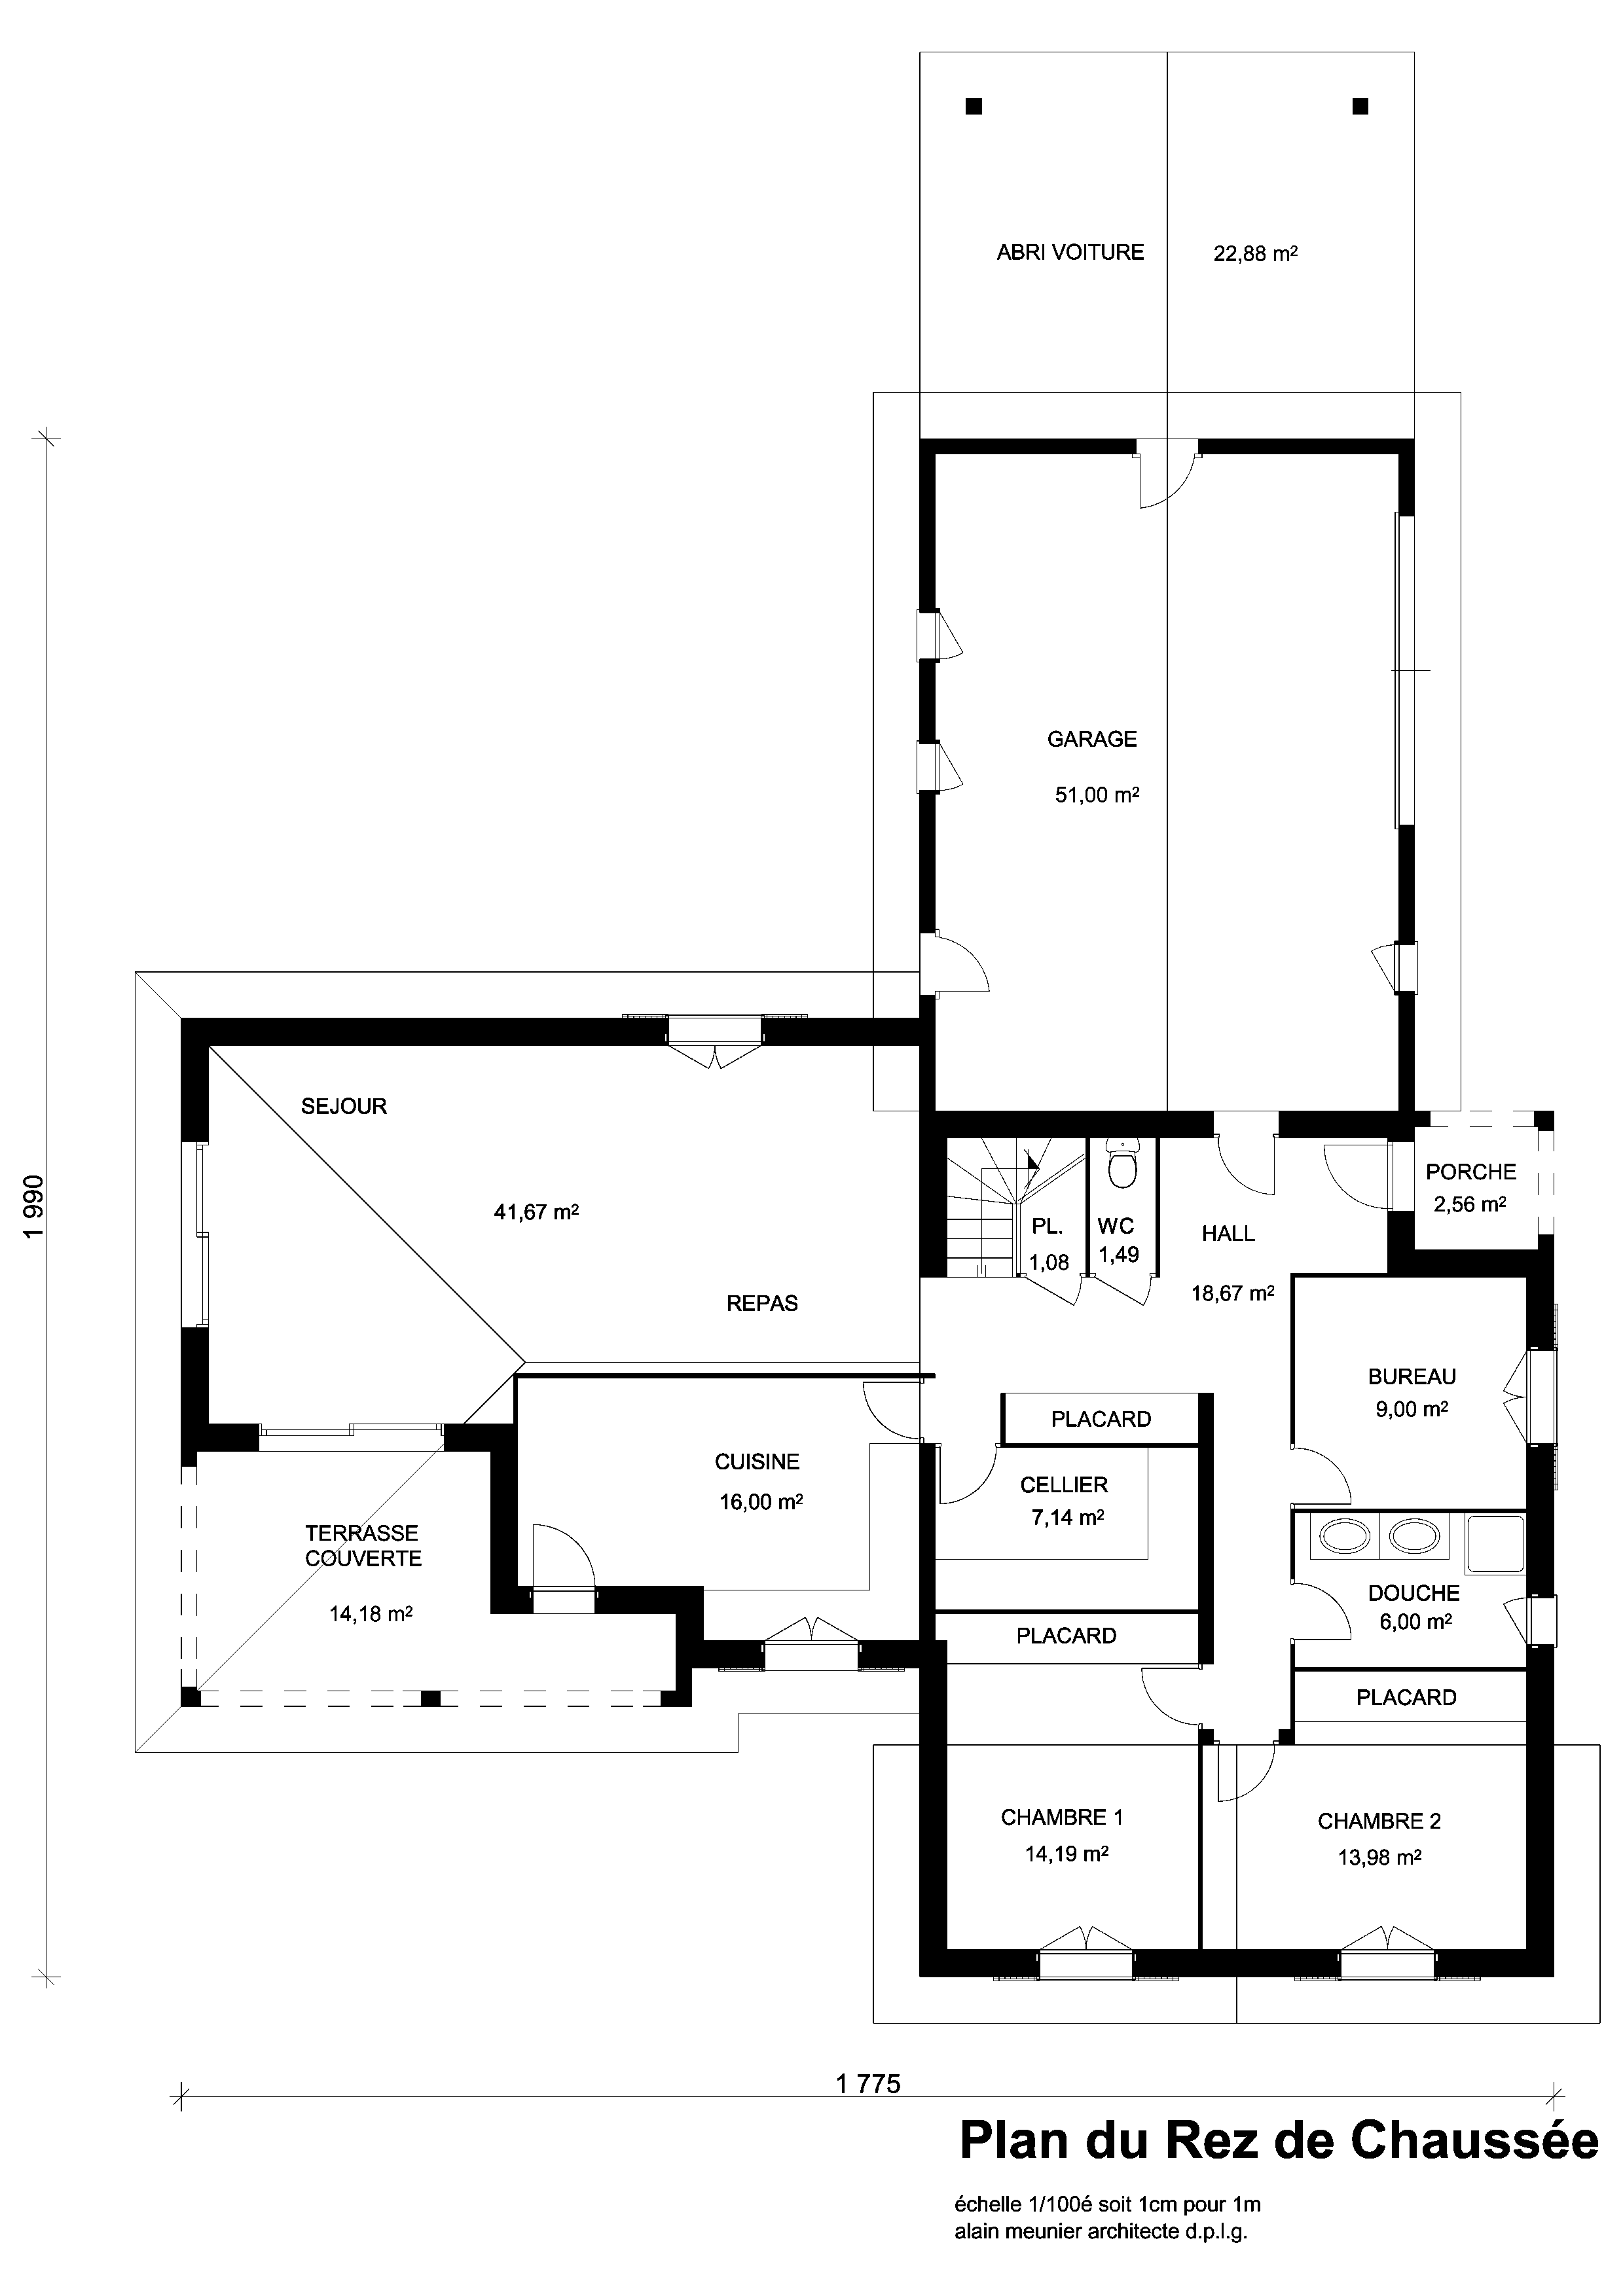 ABRI VOITURE
22,88 m²
GARAGE
51,00 m²
SEJOUR
41,67 m²
REPAS
PL.
1,08
WC
1,49
HALL
18,67 m²
PORCHE
2,56 m²
BUREAU
9,00 m²
PLACARD
CUISINE
16,00 m²
CELLIER
7,14 m²
TERRASSE
COUVERTE
14,18 m²
DOUCHE
6,00 m²
PLACARD
PLACARD
CHAMBRE 1
14,19 m²
CHAMBRE 2
13,98 m²
1 990
1 775
Plan du Rez de Chaussée
échelle 1/100é soit 1cm pour 1m
alain meunier architecte d.p.l.g.